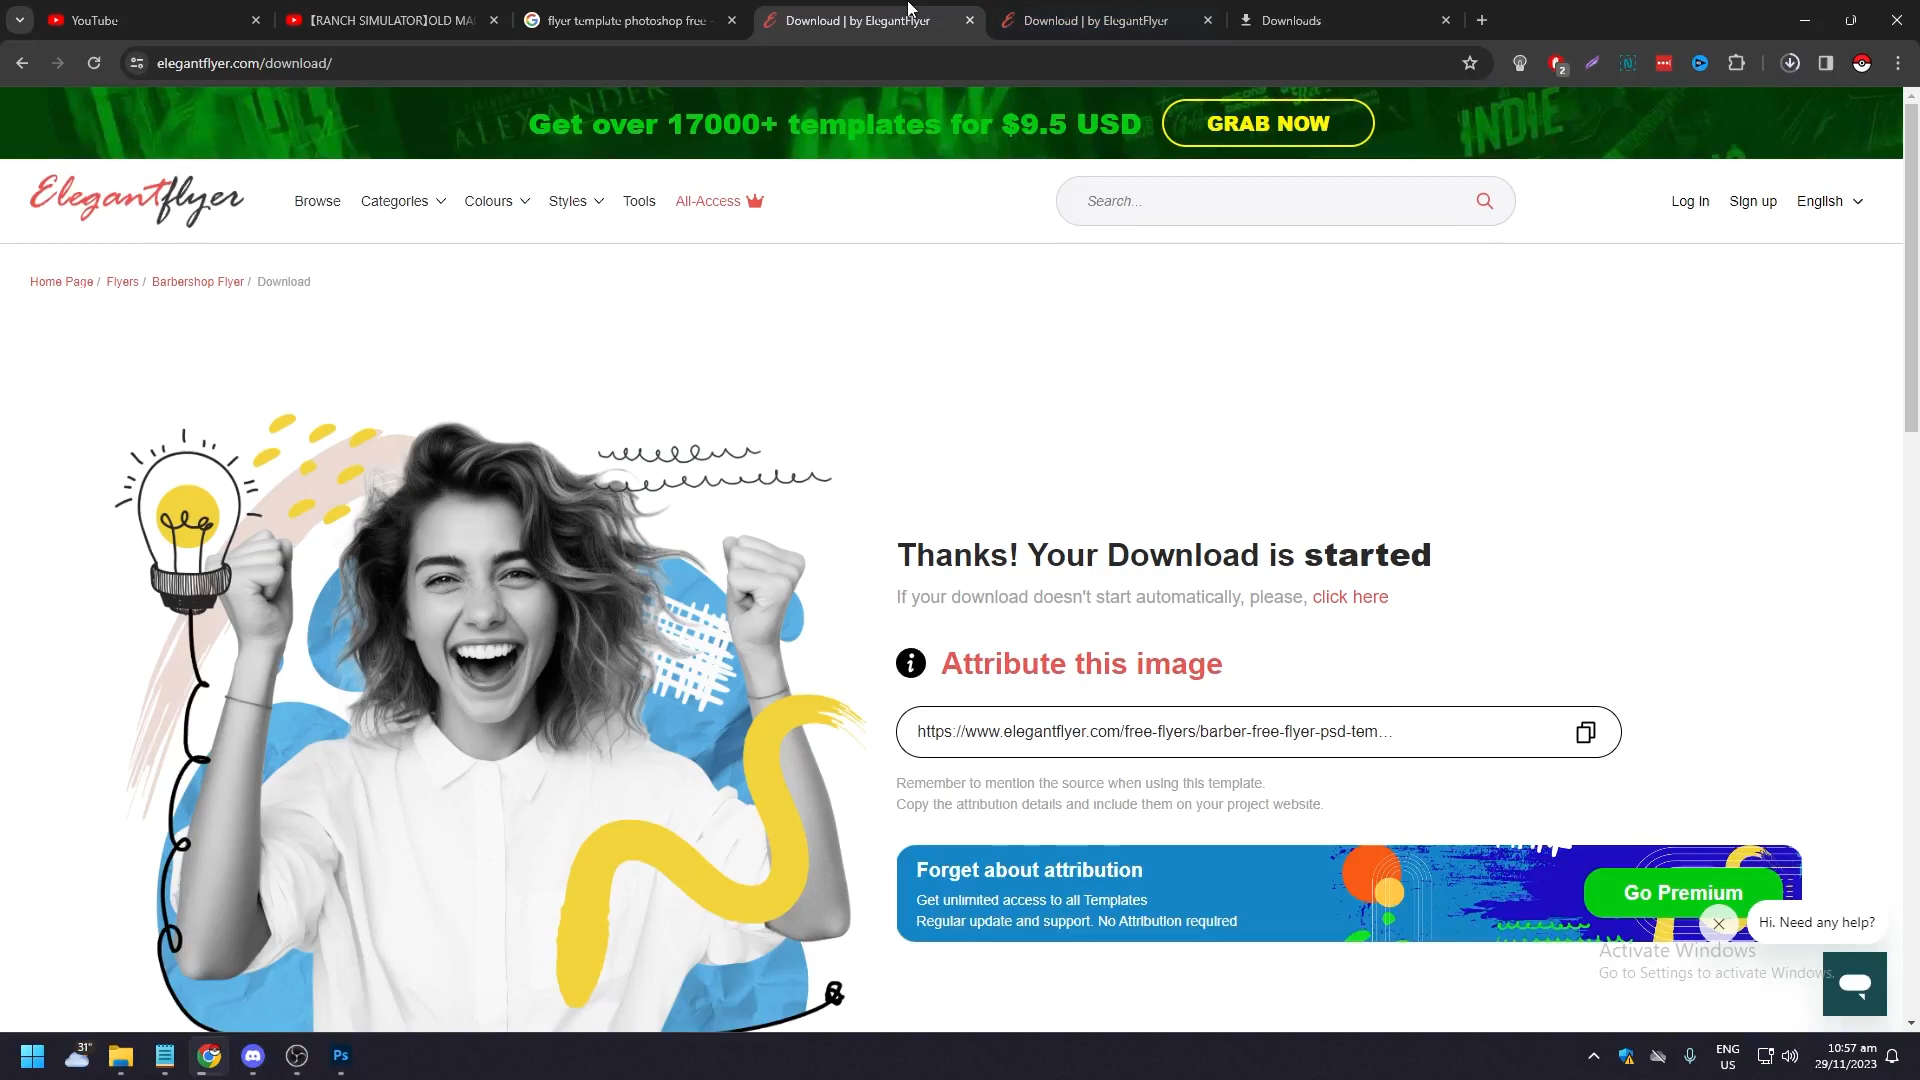 YouTube
【RANCH SIMULATOR】OLD MA
flyer template photoshop free -
Download | by ElegantFlyer
Download | by ElegantFlyer
Downloads
elegantflyer.com/download/
2
Get over 17000+ templates for $9.5 USD
GRAB NOW
INDIE
Elegantflyer
Browse
Categories
Colours
Styles
Tools
All-Access
Search...
Log in
Sign up
English
Home Page / Flyers / Barbershop Flyer / Download
Thanks! Your Download is started
If your download doesn't start automatically, please, click here
Attribute this image
https://www.elegantflyer.com/free-flyers/barber-free-flyer-psd-tem...
Remember to mention the source when using this template.
Copy the attribution details and include them on your project website.
Forget about attribution
Get unlimited access to all Templates
Regular update and support. No Attribution required
Go Premium
Hi. Need any help?
Activate Windows
Go to Settings to activate Windows.
31°
Ps
ENG
US
10:57 am
29/11/2023